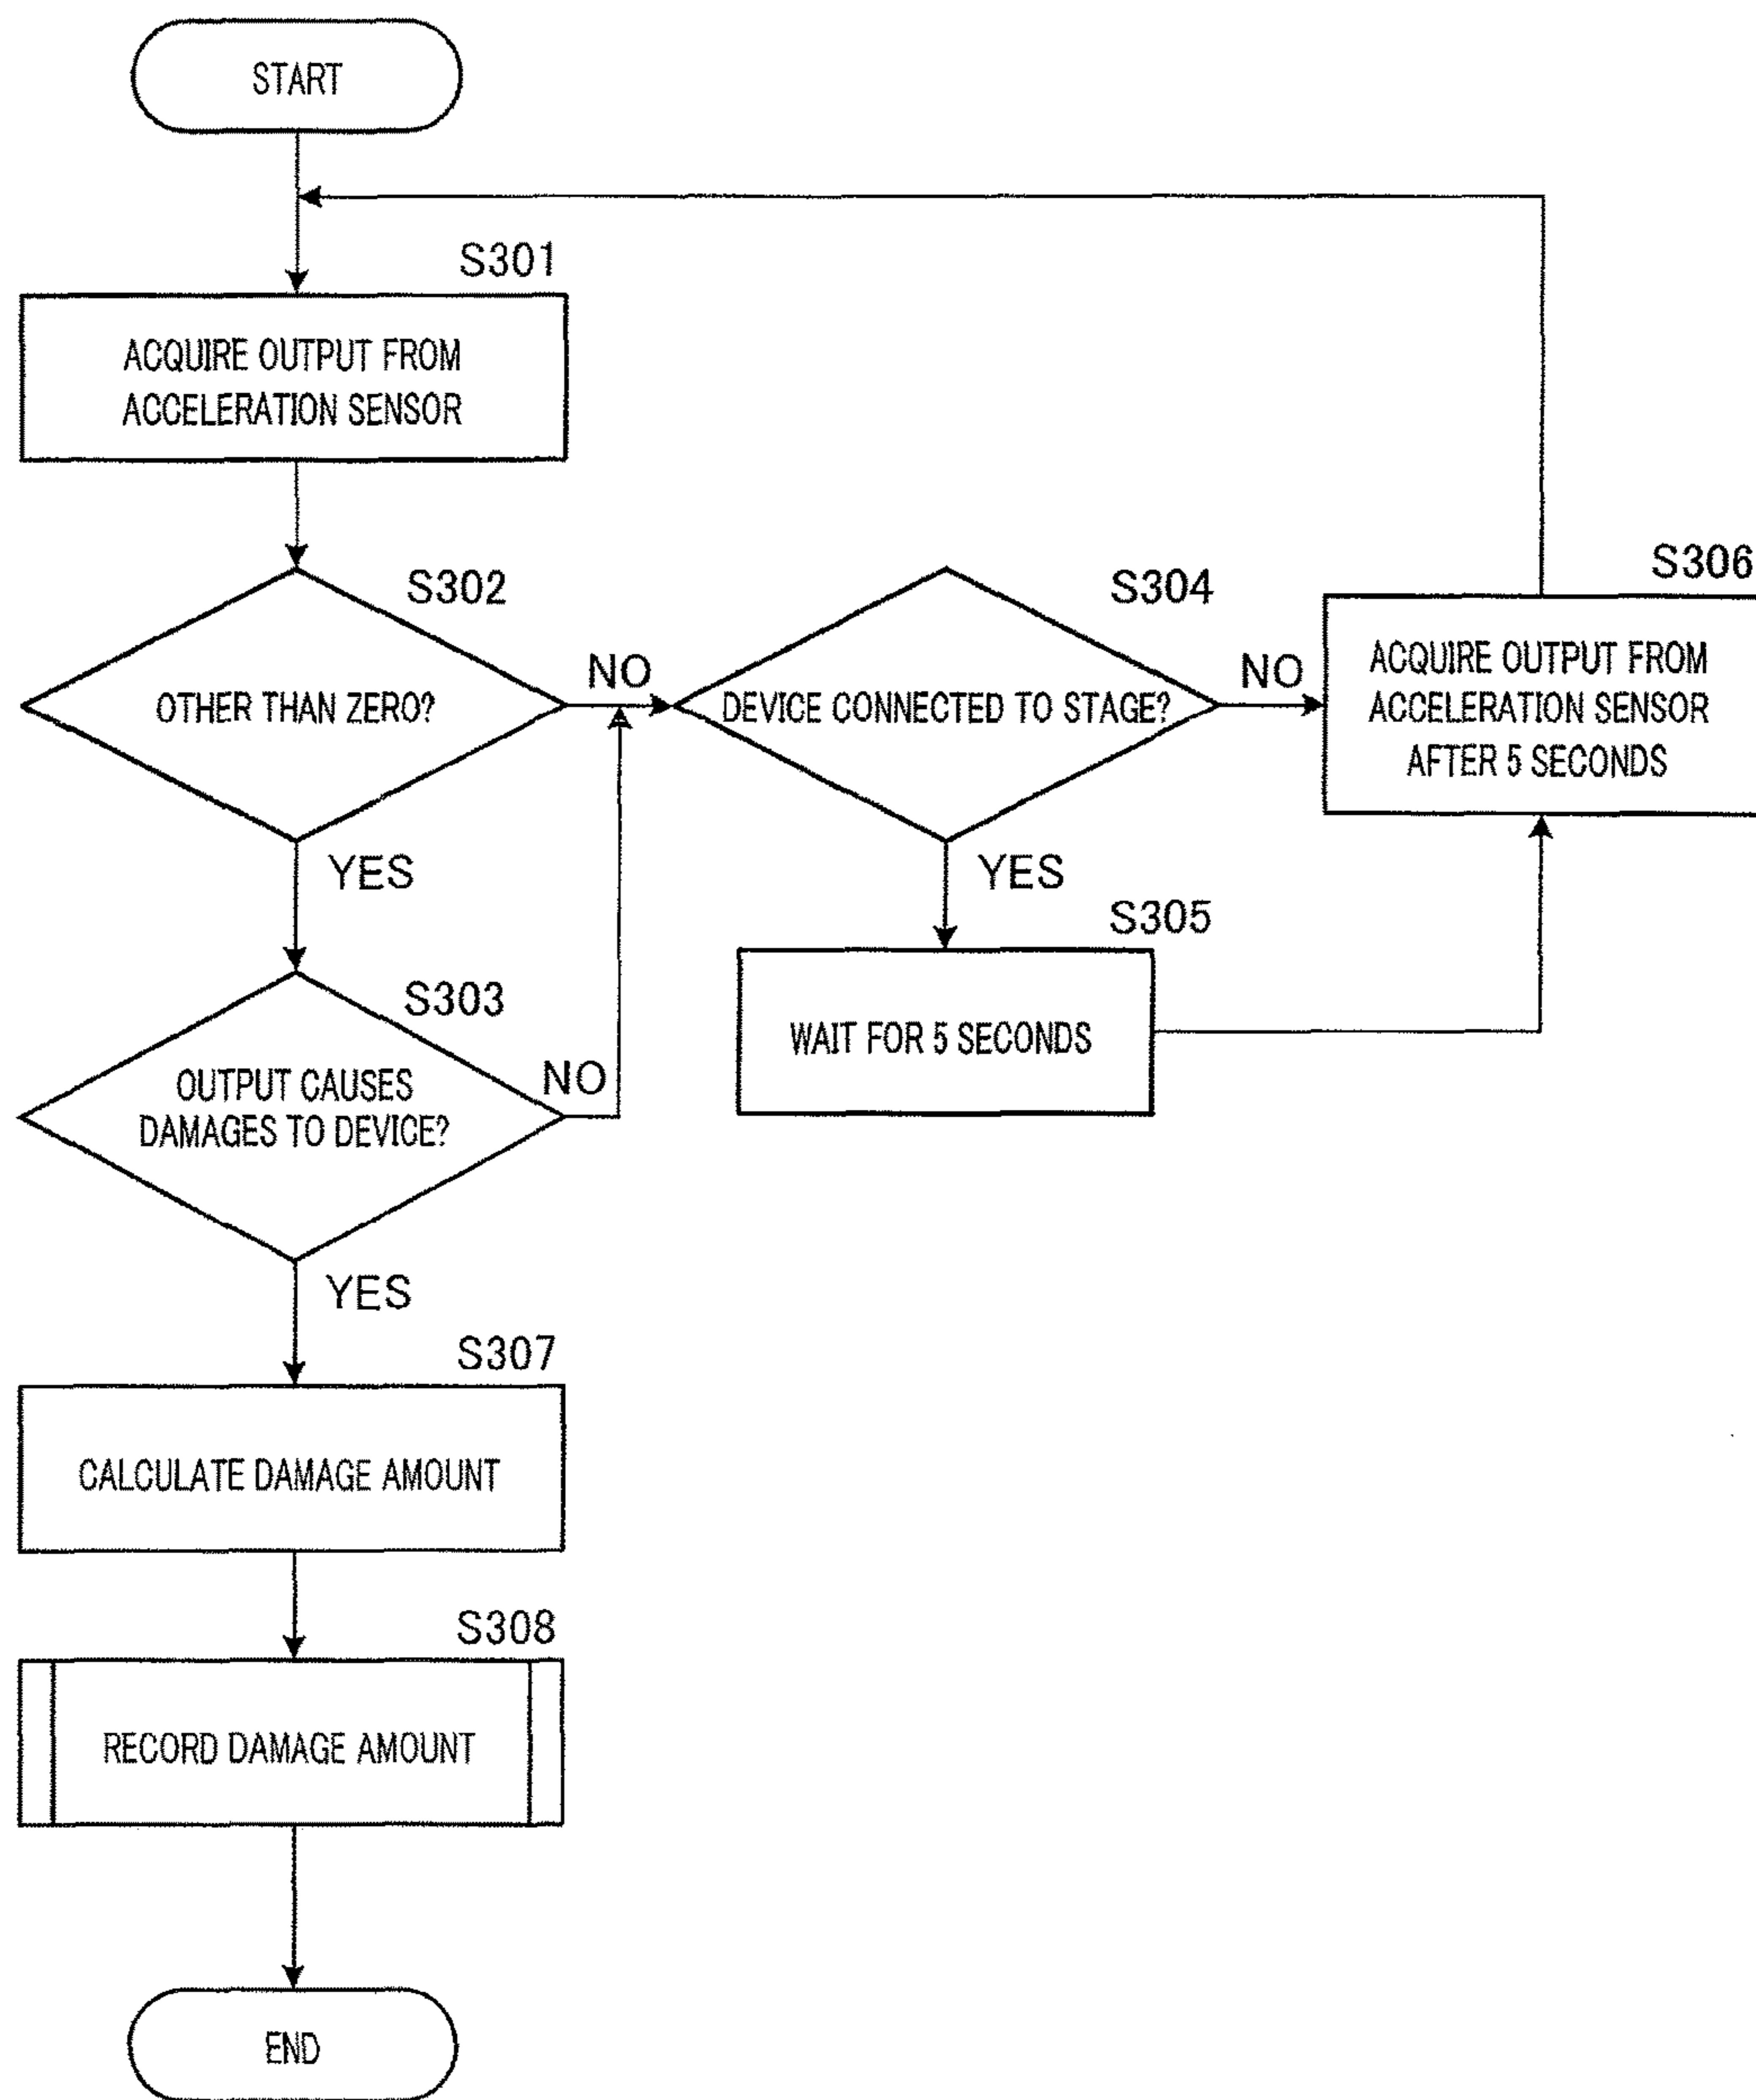 START
S301
ACQUIRE OUTPUT FROM
ACCELERATION SENSOR
S302
OTHER THAN ZERO?
NO
YES
S304
DEVICE CONNECTED TO STAGE?
NO
YES
S306
ACQUIRE OUTPUT FROM
ACCELERATION SENSOR
AFTER 5 SECONDS
S305
WAIT FOR 5 SECONDS
S303
OUTPUT CAUSES
DAMAGES TO DEVICE?
NO
YES
S307
CALCULATE DAMAGE AMOUNT
S308
RECORD DAMAGE AMOUNT
END